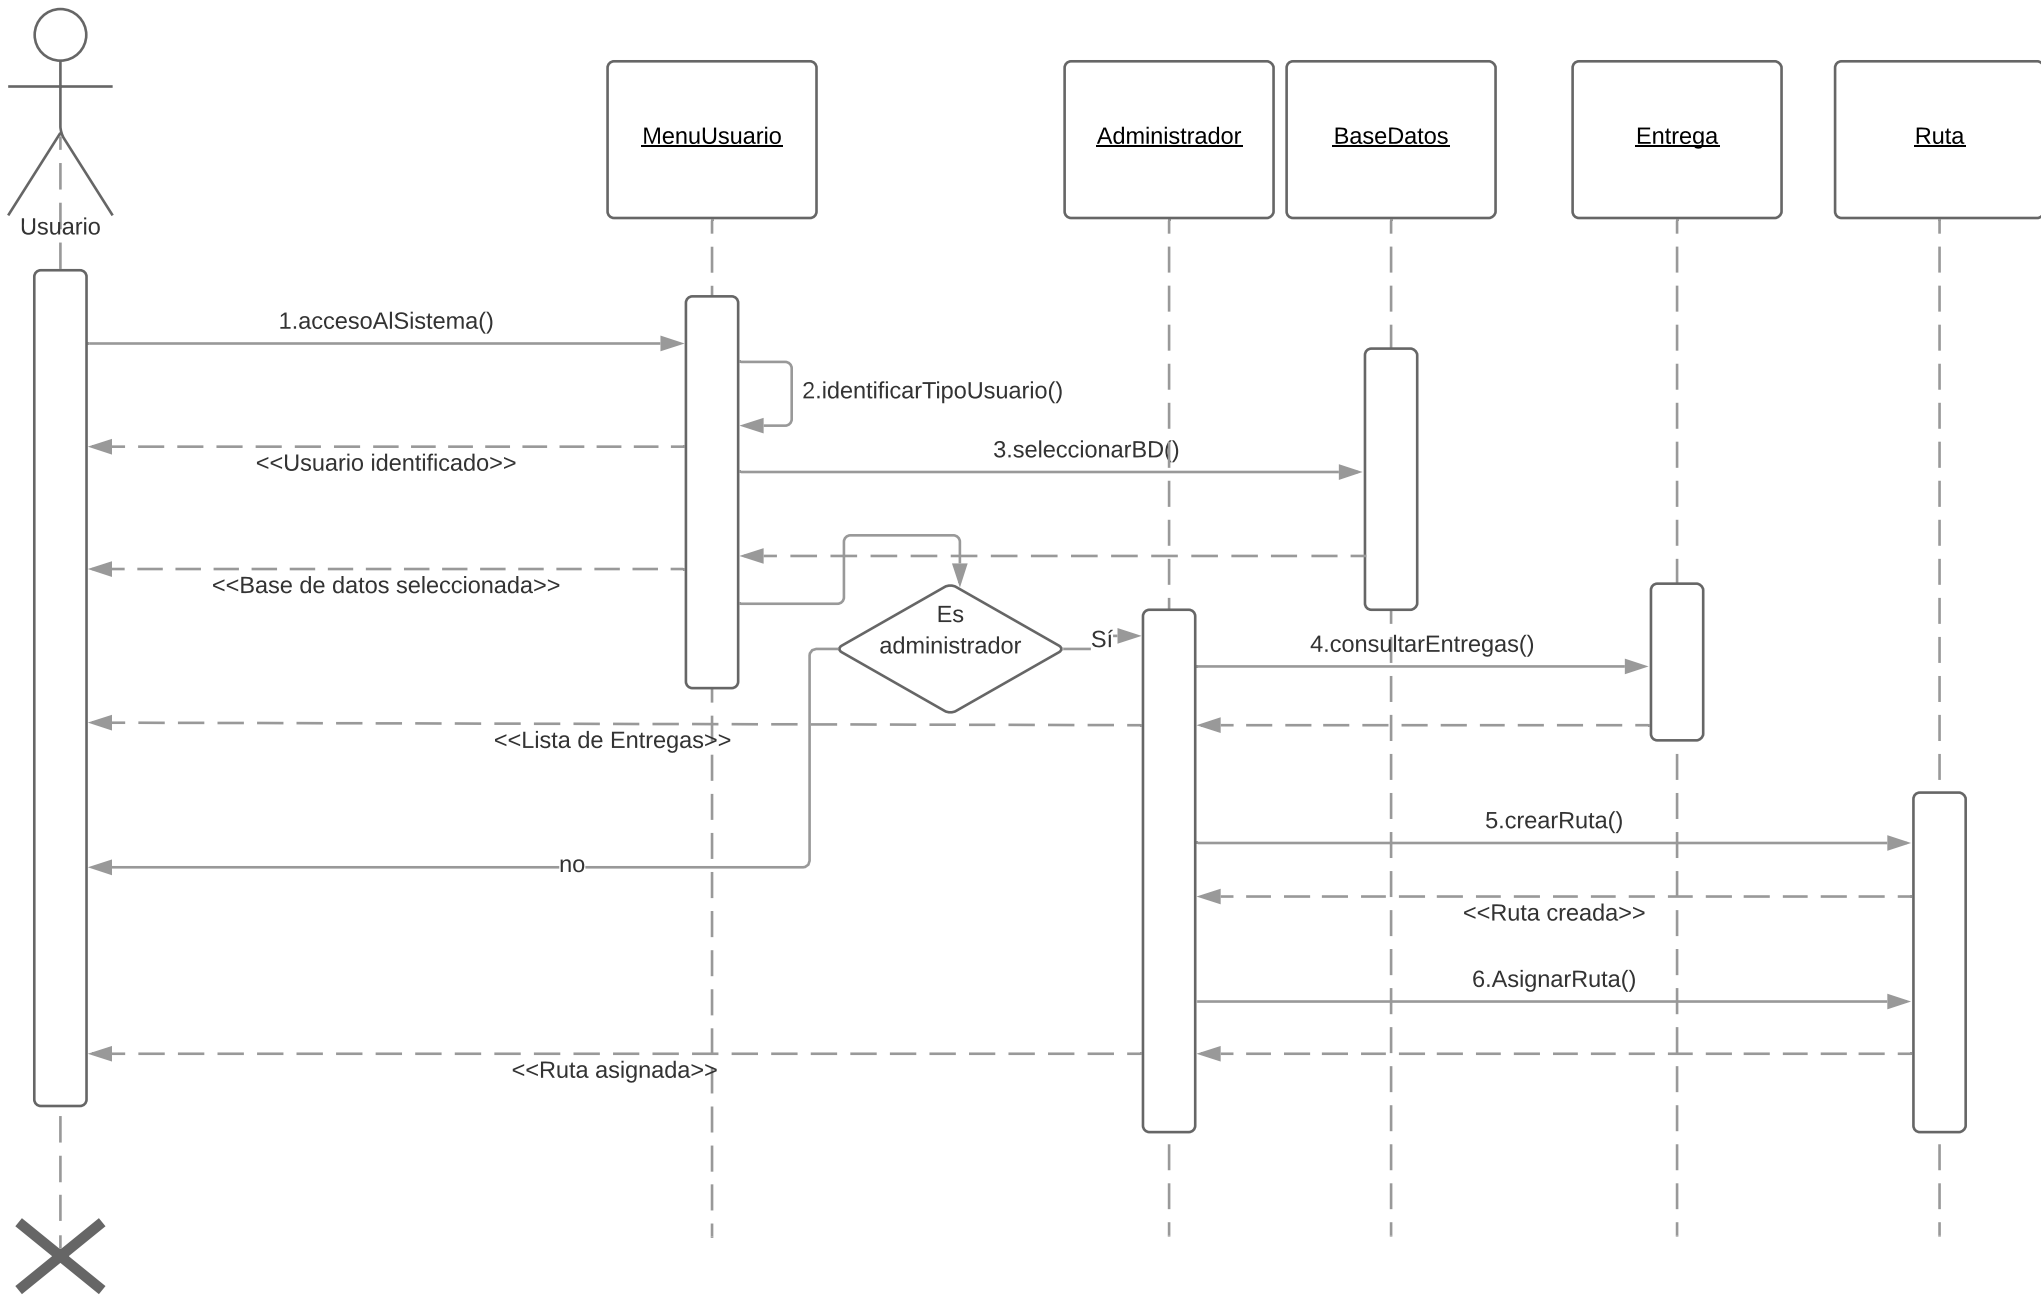 MenuUsuario
Administrador
BaseDatos
Entrega
Ruta
Usuario
1.accesoAlSistema()
2.identificarTipoUsuario()
3.seleccionarBD()
<<Usuario identificado>>
<<Base de datos seleccionada>>
Es
administrador
Sí
4.consultarEntregas()
<<Lista de Entregas>>
5.crearRuta()
no
<<Ruta creada>>
6.AsignarRuta()
<<Ruta asignada>>